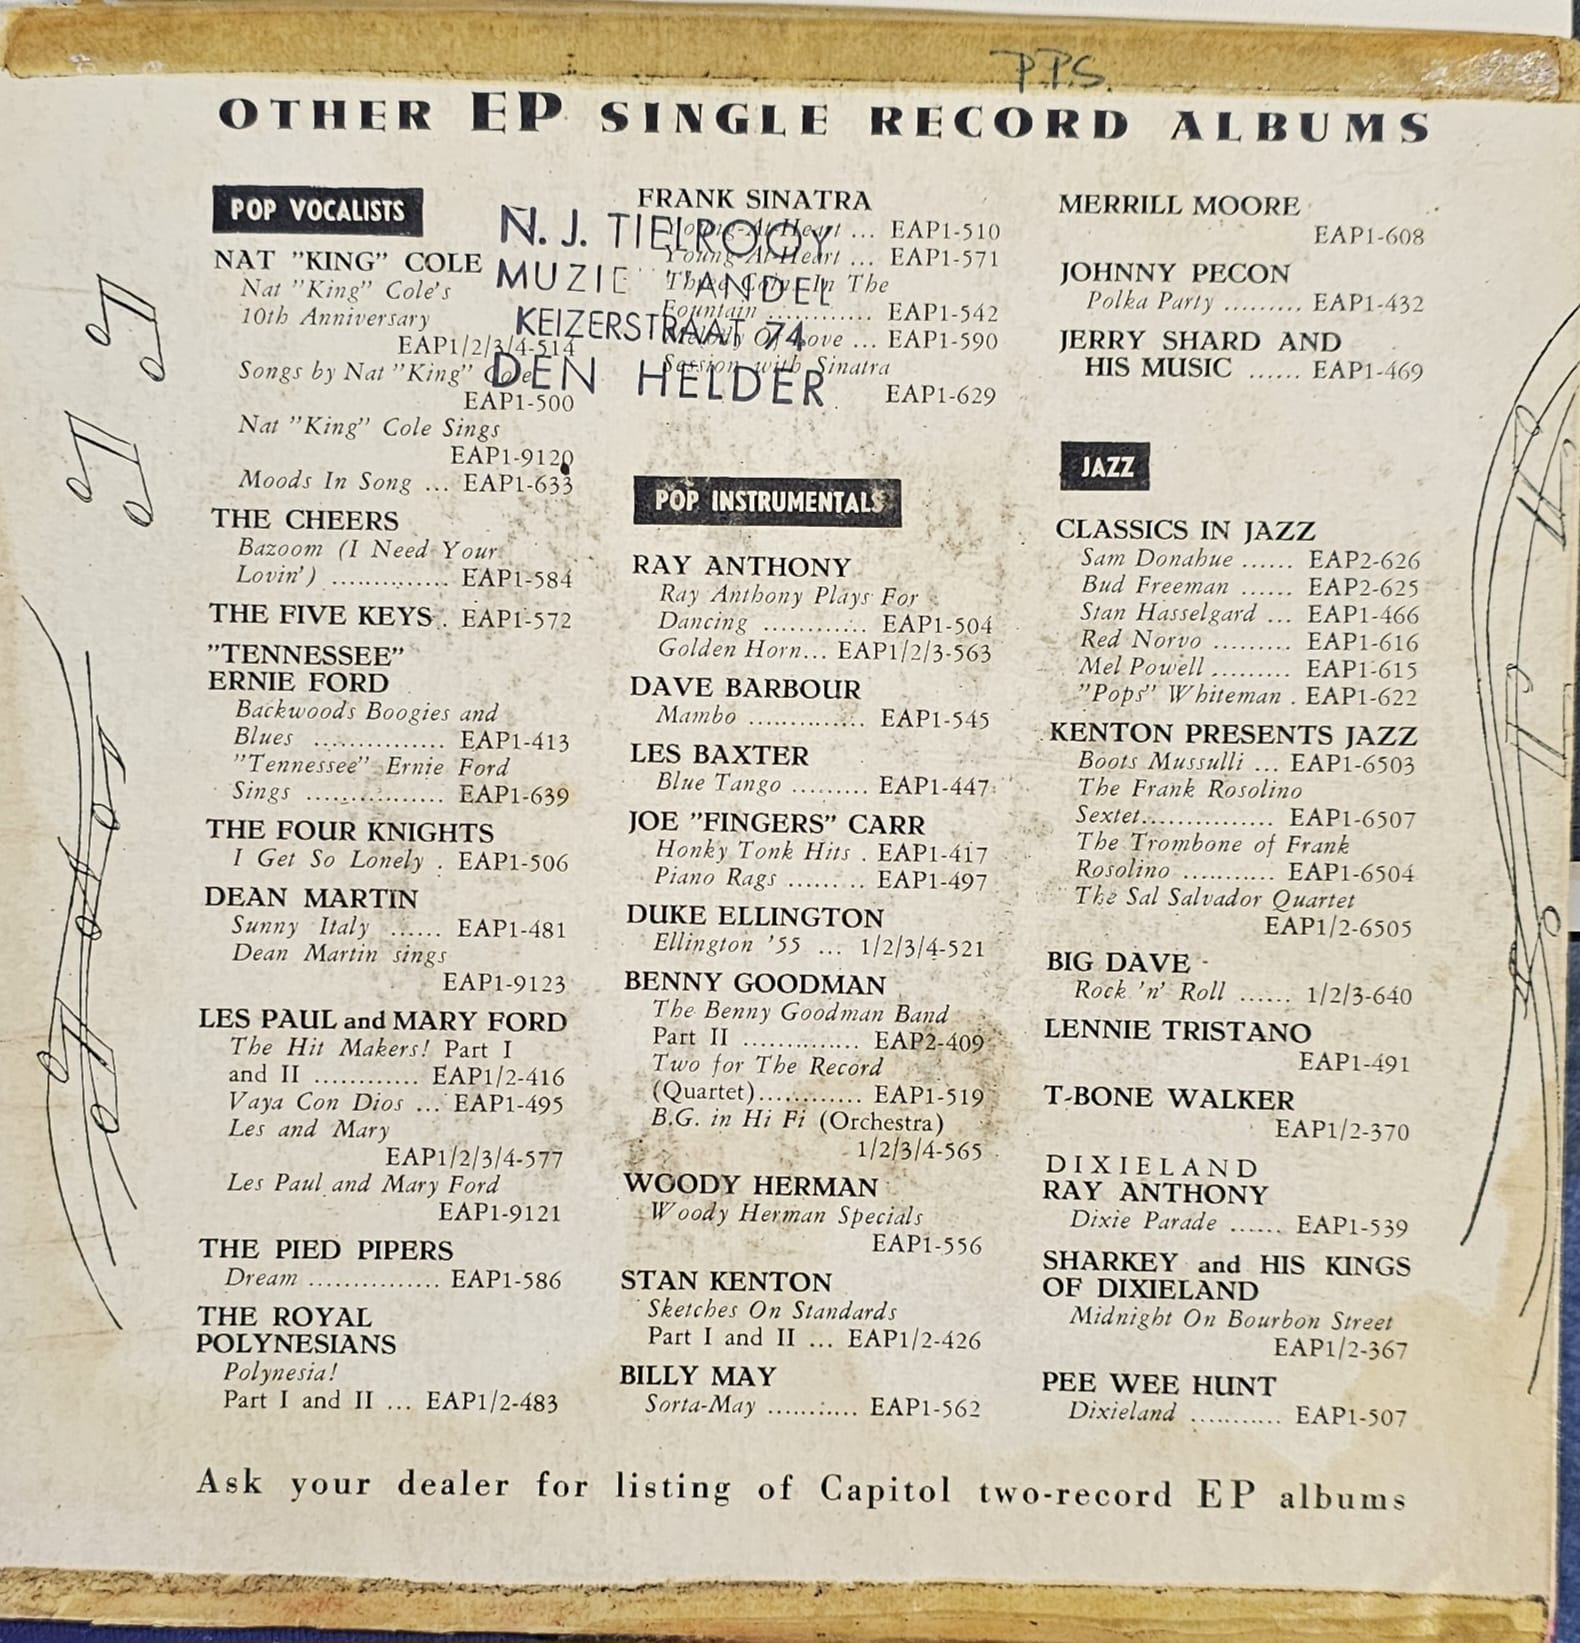 P.P.S.
OTHER EP SINGLE RECORD ALBUMS
POP VOCALISTS
NAT "KING" COLE
Nat "King" Cole's
10th Anniversary
EAP1/2/3/4-514
Songs by Nat "King" Cole
EAP1-500
Nat "King" Cole Sings
EAP1-9120
Moods In Song ... EAP1-633
THE CHEERS
Bazoom (I Need Your
Lovin') .............. EAP1-584
THE FIVE KEYS . EAP1-572
"TENNESSEE"
ERNIE FORD
Backwoods Boogies and
Blues ............... EAP1-413
"Tennessee" Ernie Ford
Sings ................ EAP1-639
THE FOUR KNIGHTS
I Get So Lonely . EAP1-506
DEAN MARTIN
Sunny Italy ...... EAP1-481
Dean Martin sings
EAP1-9123
LES PAUL and MARY FORD
The Hit Makers! Part I
and II ............ EAP1/2-416
Vaya Con Dios ... EAP1-495
Les and Mary
EAP1/2/3/4-577
Les Paul and Mary Ford
EAP1-9121
THE PIED PIPERS
Dream ............... EAP1-586
THE ROYAL
POLYNESIANS
Polynesia!
Part I and II ... EAP1/2-483
N. J. TIELROOY
MUZIE ANDEL
KEIZERSTRAAT 74
DEN HELDER
FRANK SINATRA
Young-At-Heart ... EAP1-510
Young-At-Heart ... EAP1-571
Three Coins In The
Fountain ............ EAP1-542
Melody Of Love ... EAP1-590
Session with Sinatra
EAP1-629
POP INSTRUMENTALS
RAY ANTHONY
Ray Anthony Plays For
Dancing ............ EAP1-504
Golden Horn... EAP1/2/3-563
DAVE BARBOUR
Mambo .............. EAP1-545
LES BAXTER
Blue Tango ......... EAP1-447
JOE "FINGERS" CARR
Honky Tonk Hits . EAP1-417
Piano Rags ......... EAP1-497
DUKE ELLINGTON
Ellington '55 ... 1/2/3/4-521
BENNY GOODMAN
The Benny Goodman Band
Part II .............. EAP2-409
Two for The Record
(Quartet)............ EAP1-519
B.G. in Hi Fi (Orchestra)
1/2/3/4-565
WOODY HERMAN
Woody Herman Specials
EAP1-556
STAN KENTON
Sketches On Standards
Part I and II ... EAP1/2-426
BILLY MAY
Sorta-May ........... EAP1-562
MERRILL MOORE
EAP1-608
JOHNNY PECON
Polka Party ......... EAP1-432
JERRY SHARD AND
HIS MUSIC ...... EAP1-469
JAZZ
CLASSICS IN JAZZ
Sam Donahue ...... EAP2-626
Bud Freeman ...... EAP2-625
Stan Hasselgard ... EAP1-466
Red Norvo ......... EAP1-616
Mel Powell ......... EAP1-615
"Pops" Whiteman . EAP1-622
KENTON PRESENTS JAZZ
Boots Mussulli ... EAP1-6503
The Frank Rosolino
Sextet............... EAP1-6507
The Trombone of Frank
Rosolino ........... EAP1-6504
The Sal Salvador Quartet
EAP1/2-6505
BIG DAVE
Rock 'n' Roll ...... 1/2/3-640
LENNIE TRISTANO
EAP1-491
T-BONE WALKER
EAP1/2-370
DIXIELAND
RAY ANTHONY
Dixie Parade ...... EAP1-539
SHARKEY and HIS KINGS
OF DIXIELAND
Midnight On Bourbon Street
EAP1/2-367
PEE WEE HUNT
Dixieland ........... EAP1-507
Ask your dealer for listing of Capitol two-record EP albums